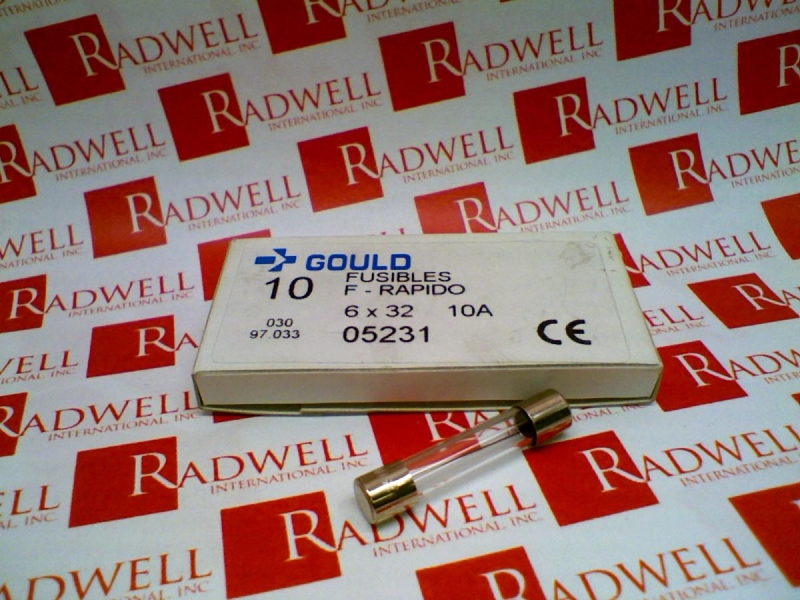 GOULD
10 FUSIBLES
F - RAPIDO
6 x 32 10A
030
97.033 05231
CE
RADWELL
INTERNATIONAL, INC.